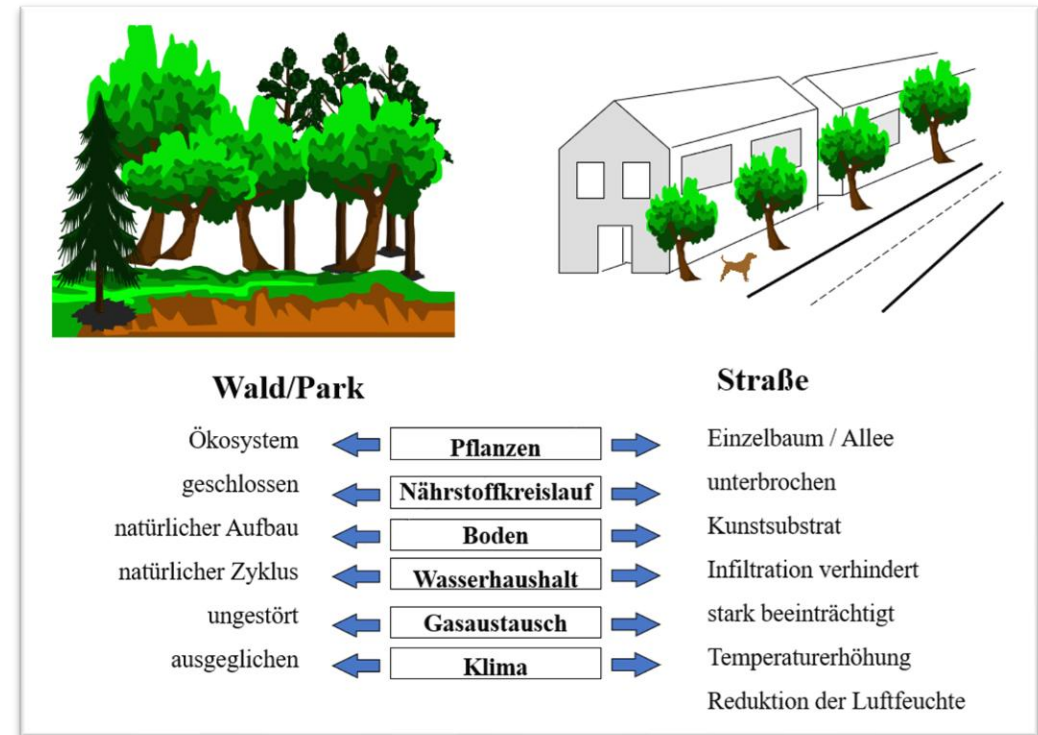 Wald/Park
Straße
Ökosystem Pflanzen Einzelbaum / Allee
geschlossen Nährstoffkreislauf unterbrochen
natürlicher Aufbau Boden Kunstsubstrat
natürlicher Zyklus Wasserhaushalt Infiltration verhindert
ungestört Gasaustausch stark beeinträchtigt
ausgeglichen Klima Temperaturerhöhung
Reduktion der Luftfeuchte